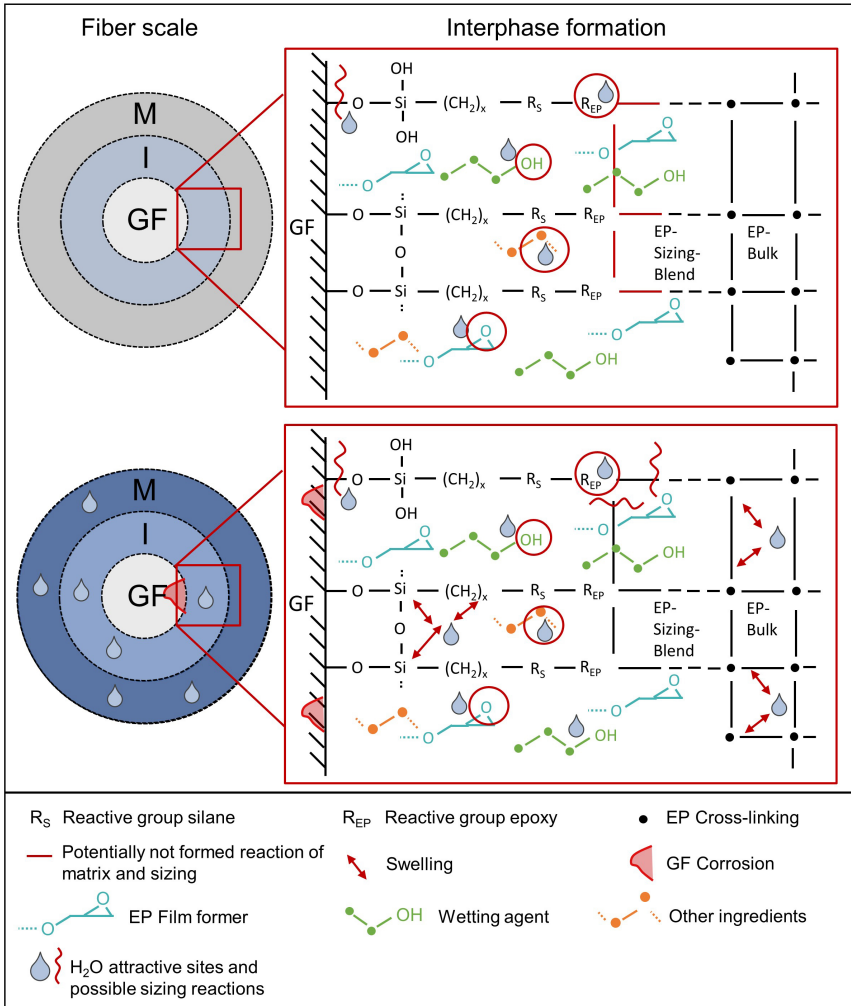 Fiber scale
Interphase formation
M
I
GF
GF
OH
O Si (CH2)x RS REP
OH
O
OH
O
OH
O
O
Si (CH2)x RS REP
O
EP-
Sizing-
Blend
EP-
Bulk
Si (CH2)x RS REP
O
O
O
O
OH
M
I
GF
GF
OH
O Si (CH2)x RS REP
OH
O
OH
O
OH
O
O
Si (CH2)x RS REP
O
EP-
Sizing-
Blend
EP-
Bulk
Si (CH2)x RS REP
O
O
O
O
OH
RS Reactive group silane
REP Reactive group epoxy
EP Cross-linking
Potentially not formed reaction of
matrix and sizing
Swelling
GF Corrosion
O
O
EP Film former
OH
Wetting agent
Other ingredients
H2O attractive sites and
possible sizing reactions